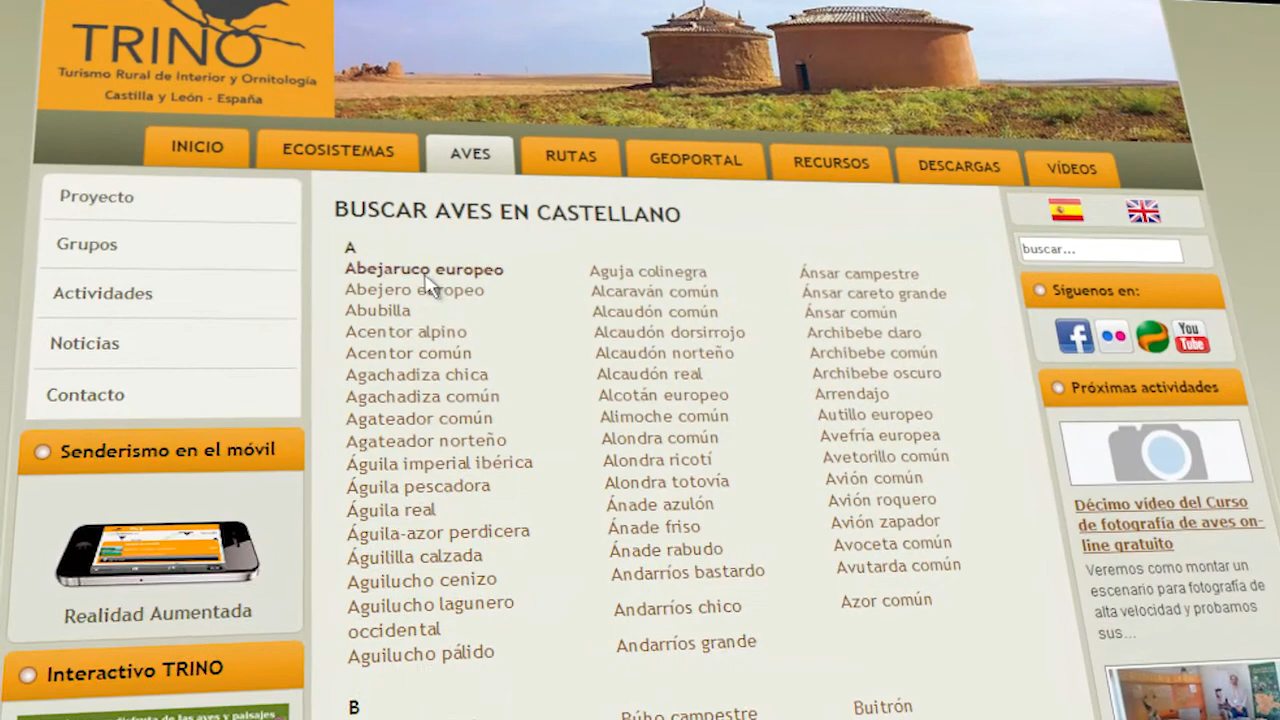 TRINO
Turismo Rural de Interior y Ornitología
Castilla y León - España
INICIO
ECOSISTEMAS
AVES
RUTAS
GEOPORTAL
RECURSOS
DESCARGAS
VÍDEOS
Proyecto
Grupos
Actividades
Noticias
Contacto
Senderismo en el móvil
Realidad Aumentada
Interactivo TRINO
disfruta de las aves y paisajes
BUSCAR AVES EN CASTELLANO
A
Abejaruco europeo
Abejero europeo
Abubilla
Acentor alpino
Acentor común
Agachadiza chica
Agachadiza común
Agateador común
Agateador norteño
Águila imperial ibérica
Águila pescadora
Águila real
Águila-azor perdicera
Águililla calzada
Aguilucho cenizo
Aguilucho lagunero
occidental
Aguilucho pálido
Aguja colinegra
Alcaraván común
Alcaudón común
Alcaudón dorsirrojo
Alcaudón norteño
Alcaudón real
Alcotán europeo
Alimoche común
Alondra común
Alondra ricotí
Alondra totovía
Ánade azulón
Ánade friso
Ánade rabudo
Andarríos bastardo
Andarríos chico
Andarríos grande
Ánsar campestre
Ánsar careto grande
Ánsar común
Archibebe claro
Archibebe común
Archibebe oscuro
Arrendajo
Autillo europeo
Avefría europea
Avetorillo común
Avión común
Avión roquero
Avión zapador
Avoceta común
Avutarda común
Azor común
B
Búho campestre
Buitrón
buscar...
Síguenos en:
You
Tube
Próximas actividades
Décimo vídeo del Curso
de fotografía de aves on-
line gratuito
Veremos como montar un
escenario para fotografía de
alta velocidad y probamos
sus...